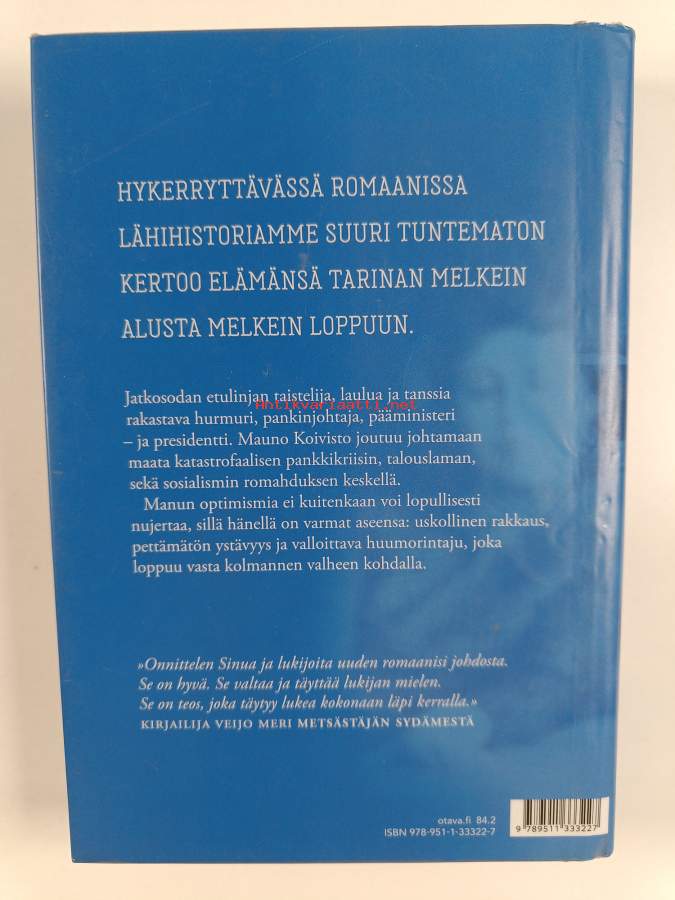 HYKERRYTTÄVÄSSÄ ROMAANISSA
LÄHIHISTORIAMME SUURI TUNTEMATON
KERTOO ELÄMÄNSÄ TARINAN MELKEIN
ALUSTA MELKEIN LOPPUUN.
Jatkosodan etulinjan taistelija, laulua ja tanssia
Antikvariaatti.net
rakastava hurmuri, pankinjohtaja, pääministeri
– ja presidentti. Mauno Koivisto joutuu johtamaan
maata katastrofaalisen pankkikriisin, talouslaman,
sekä sosialismin romahduksen keskellä.
Manun optimismia ei kuitenkaan voi lopullisesti
nujertaa, sillä hänellä on varmat aseensa: uskollinen rakkaus,
pettämätön ystävyys ja valloittava huumorintaju, joka
loppuu vasta kolmannen valheen kohdalla.
»Onnittelen Sinua ja lukijoita uuden romaanisi johdosta.
Se on hyvä. Se valtaa ja täyttää lukijan mielen.
Se on teos, joka täytyy lukea kokonaan läpi kerralla.»
KIRJAILIJA VEIJO MERI METSÄSTÄJÄN SYDÄMESTÄ
otava.fi 84.2
ISBN 978-951-1-33322-7
9 789511 333227